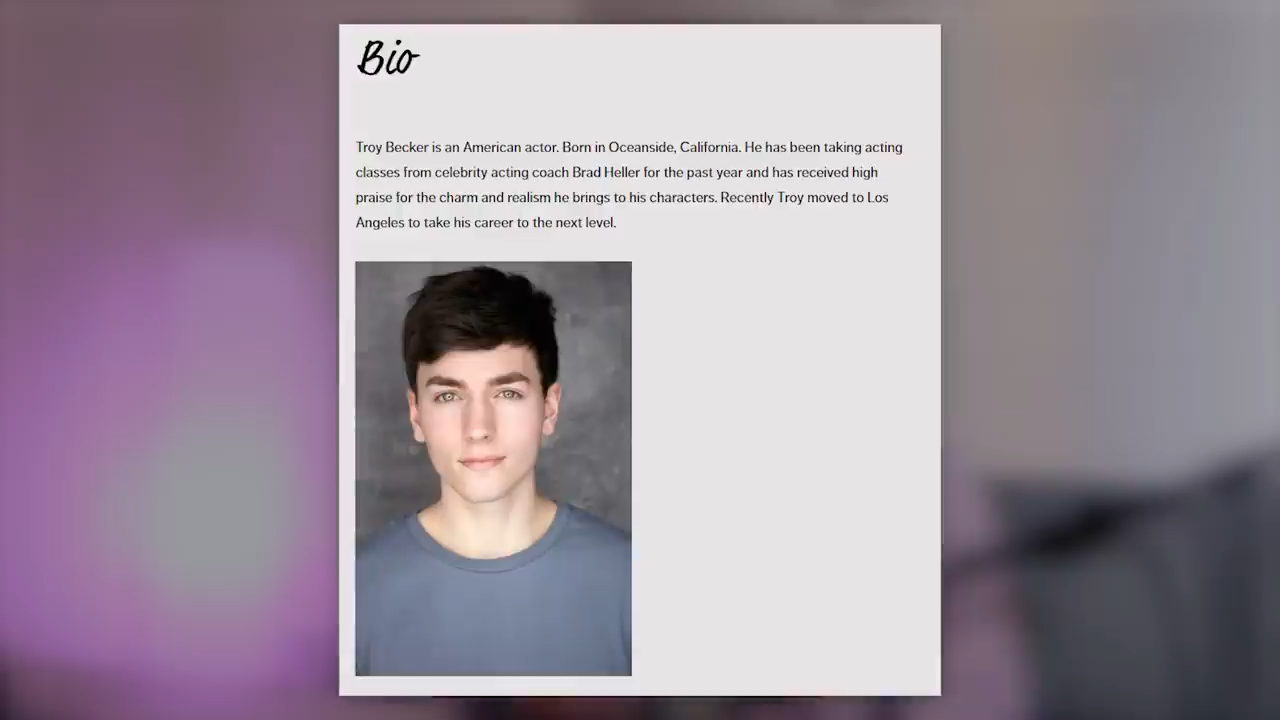 Bio
Troy Becker is an American actor. Born in Oceanside, California. He has been taking acting
classes from celebrity acting coach Brad Heller for the past year and has received high
praise for the charm and realism he brings to his characters. Recently Troy moved to Los
Angeles to take his career to the next level.